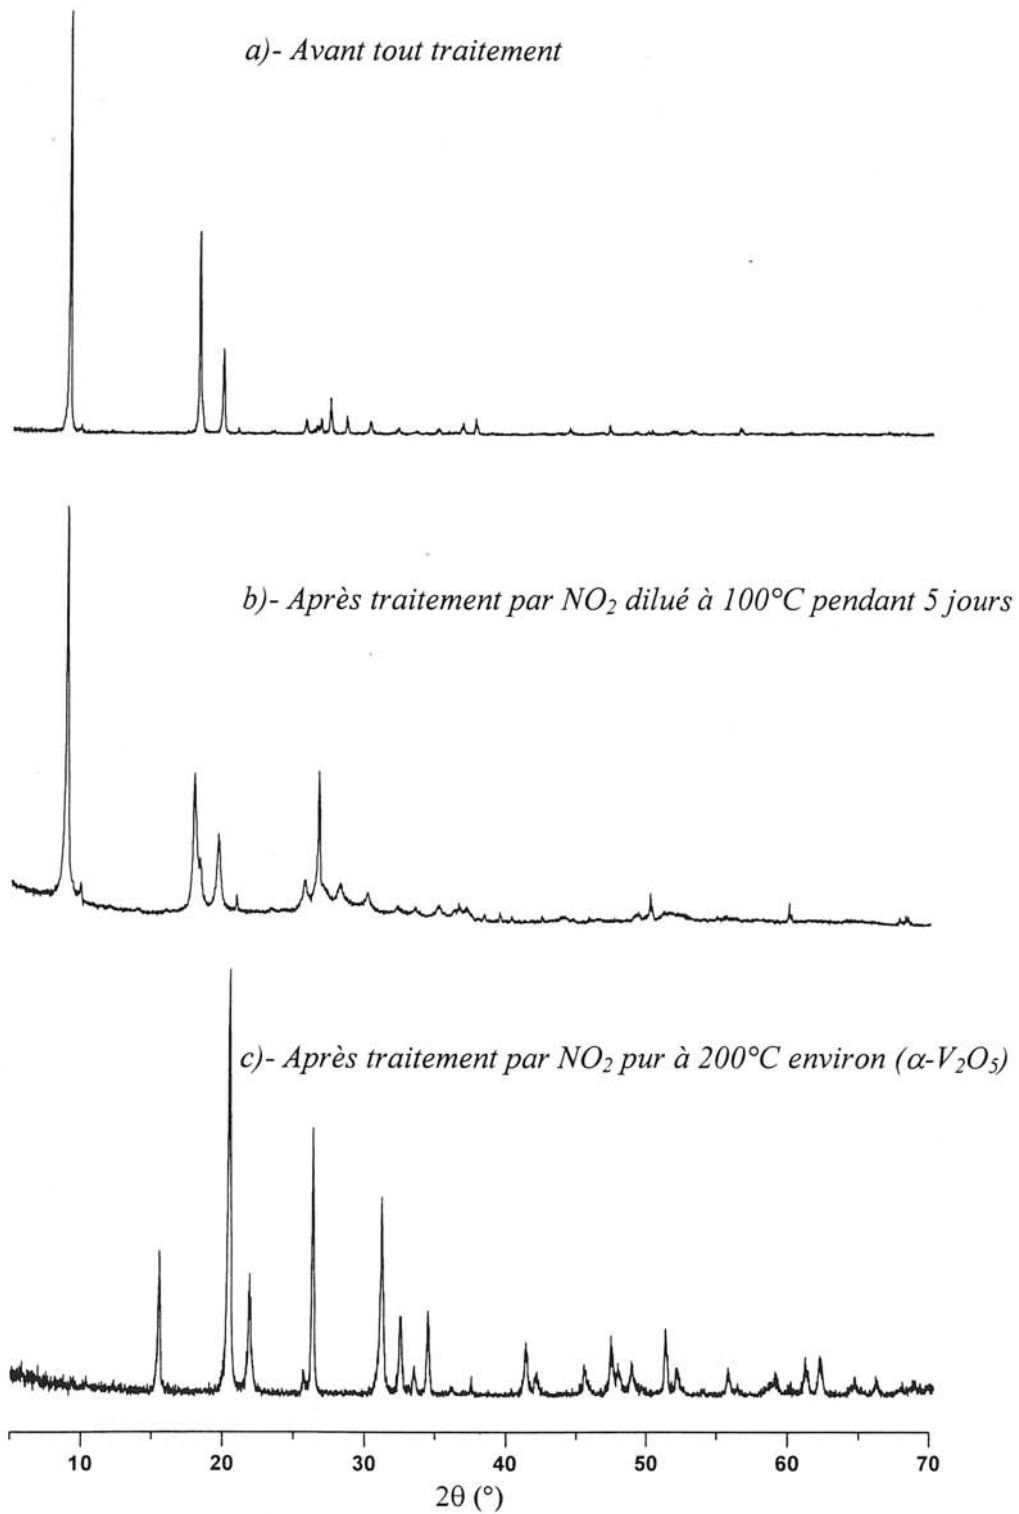 a)- Avant tout traitement
b)- Après traitement par NO₂ dilué à 100°C pendant 5 jours
c)- Après traitement par NO₂ pur à 200°C environ (α-V₂O₅)
10 20 30 40 50 60 70
2θ (°)